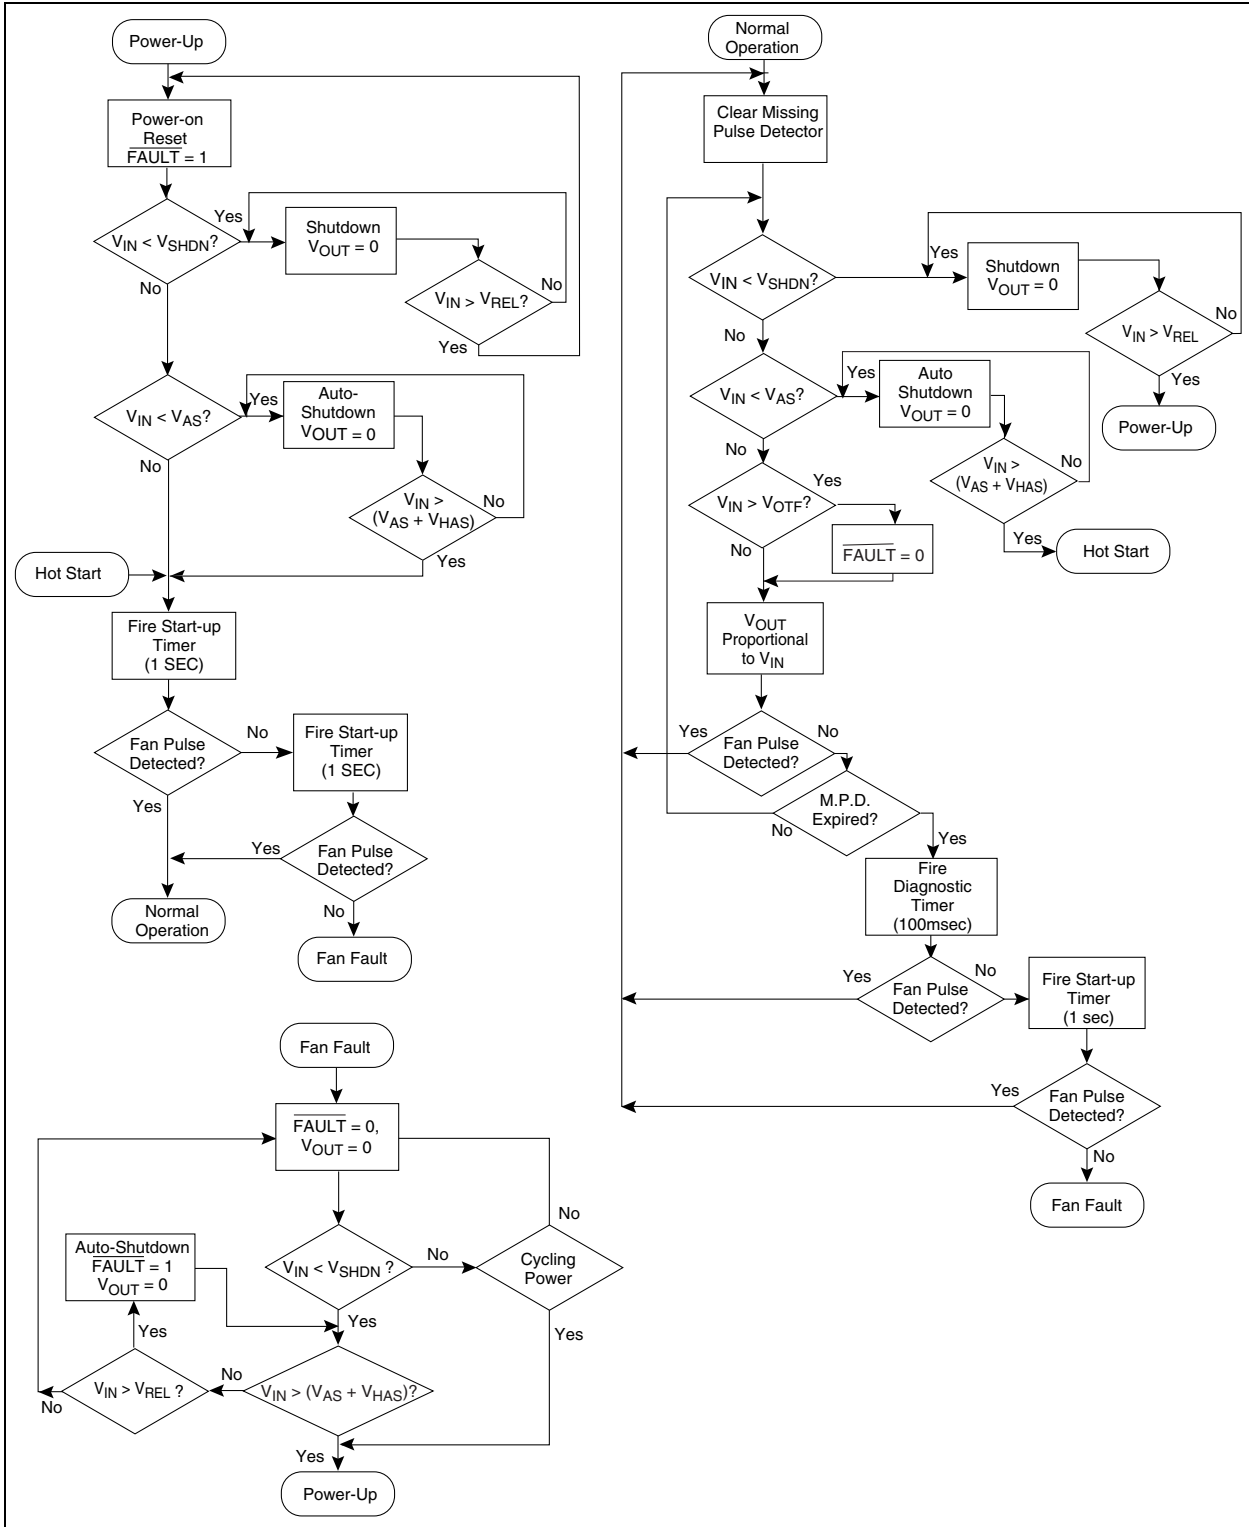 Power-Up
Power-on
Reset
FAULT = 1
VIN < VSHDN?
Yes
Shutdown
VOUT = 0
VIN > VREL?
No
Yes
No
VIN < VAS?
Yes
Auto-
Shutdown
VOUT = 0
VIN >
(VAS + VHAS)
No
Yes
No
Hot Start
Fire Start-up
Timer
(1 SEC)
Fan Pulse
Detected?
No
Fire Start-up
Timer
(1 SEC)
Yes
Fan Pulse
Detected?
Yes
No
Normal
Operation
Fan Fault
Fan Fault
FAULT = 0,
VOUT = 0
VIN < VSHDN ?
No
Cycling
Power
No
Yes
Yes
Auto-Shutdown
FAULT = 1
VOUT = 0
Yes
VIN > VREL ?
No
No
VIN > (VAS + VHAS)?
Yes
Power-Up
Normal
Operation
Clear Missing
Pulse Detector
VIN < VSHDN?
Yes
Shutdown
VOUT = 0
VIN > VREL
No
Yes
Power-Up
No
VIN < VAS?
Yes
Auto
Shutdown
VOUT = 0
VIN >
(VAS + VHAS)
No
Yes
Hot Start
No
VIN > VOTF?
Yes
FAULT = 0
No
VOUT
Proportional
to VIN
Fan Pulse
Detected?
Yes
No
M.P.D.
Expired?
No
Yes
Fire
Diagnostic
Timer
(100msec)
Fan Pulse
Detected?
Yes
No
Fire Start-up
Timer
(1 sec)
Fan Pulse
Detected?
Yes
No
Fan Fault